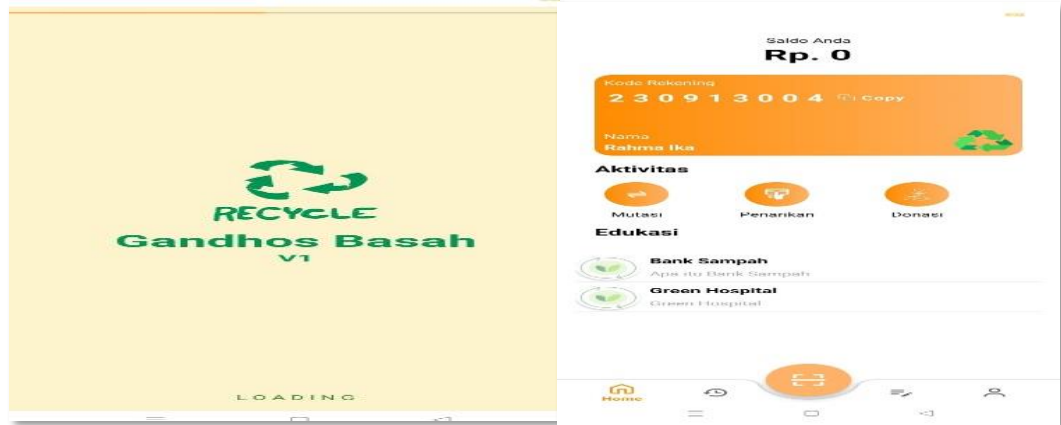 RECYCLE
Gandhos Basah
V1
LOADING
Saldo Anda
Rp. 0
Kode Rekening
230913004 Copy
Nama
Rahma Ika
Aktivitas
Mutasi Penarikan Donasi
Edukasi
Bank Sampah
Apa itu Bank Sampah
Green Hospital
Green Hospital
Home